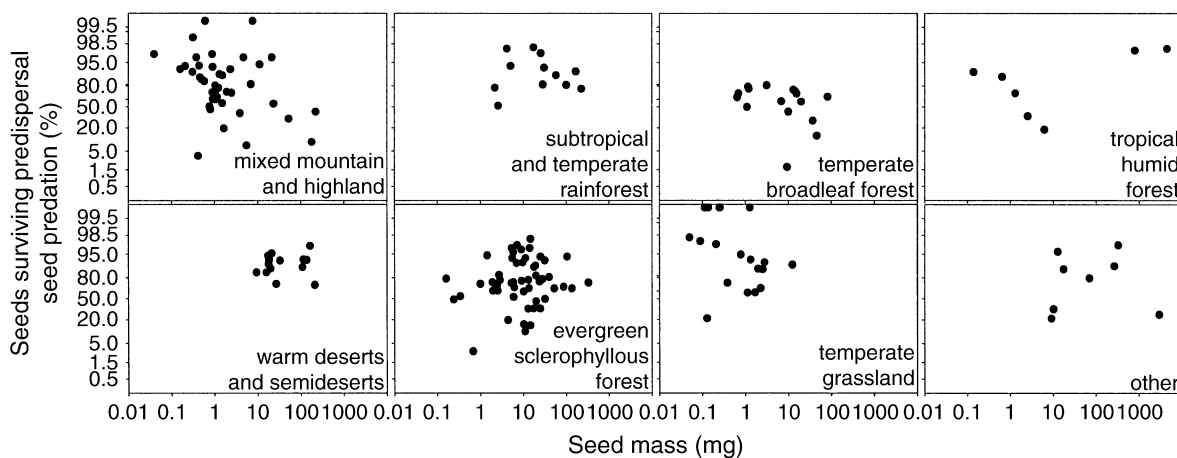 Seeds surviving predispersal
seed predation (%)
99.5
98.5
95.0
80.0
50.0
20.0
5.0
1.5
0.5
mixed mountain
and highland
subtropical
and temperate
rainforest
temperate
broadleaf forest
tropical
humid
forest
99.5
98.5
95.0
80.0
50.0
20.0
5.0
1.5
0.5
warm deserts
and semideserts
evergreen
sclerophyllous
forest
temperate
grassland
other
0.01 0.1 1 10 100 1000 0.01 0.1 1 10 100 1000 0.01 0.1 1 10 100 1000 0.01 0.1 1 10 100 1000
Seed mass (mg)